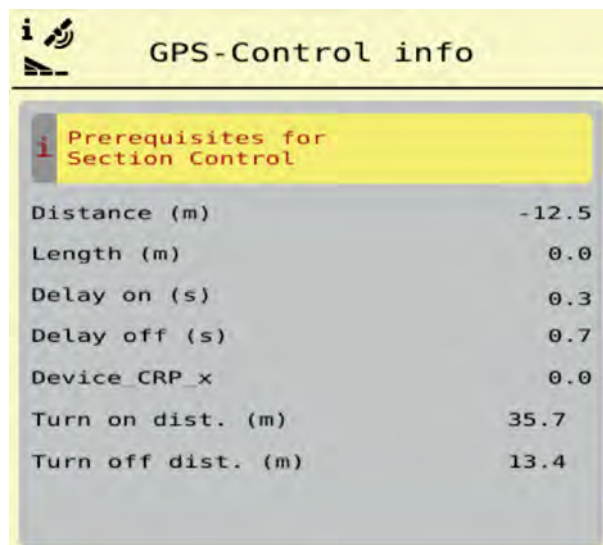 i
GPS-Control info
i Prerequisites for
Section Control
Distance (m) -12.5
Length (m) 0.0
Delay on (s) 0.3
Delay off (s) 0.7
Device_CRP_x 0.0
Turn on dist. (m) 35.7
Turn off dist. (m) 13.4